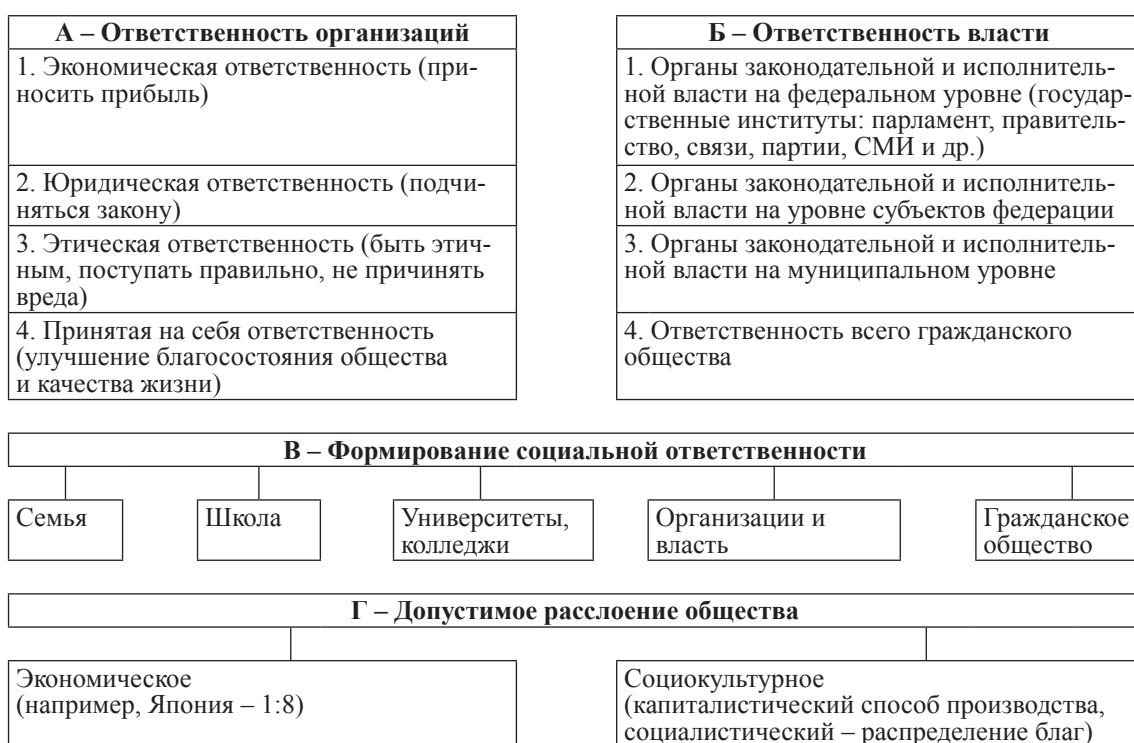 А – Ответственность организаций
1. Экономическая ответственность (при-
носить прибыль)
2. Юридическая ответственность (подчи-
няться закону)
3. Этическая ответственность (быть этич-
ным, поступать правильно, не причинять
вреда)
4. Принятая на себя ответственность
(улучшение благосостояния общества
и качества жизни)
Б – Ответственность власти
1. Органы законодательной и исполнитель-
ной власти на федеральном уровне (государ-
ственные институты: парламент, правитель-
ство, связи, партии, СМИ и др.)
2. Органы законодательной и исполнитель-
ной власти на уровне субъектов федерации
3. Органы законодательной и исполнитель-
ной власти на муниципальном уровне
4. Ответственность всего гражданского
общества
В – Формирование социальной ответственности
Семья
Школа
Университеты,
колледжи
Организации и
власть
Гражданское
общество
Г – Допустимое расслоение общества
Экономическое
(например, Япония – 1:8)
Социокультурное
(капиталистический способ производства,
социалистический – распределение благ)